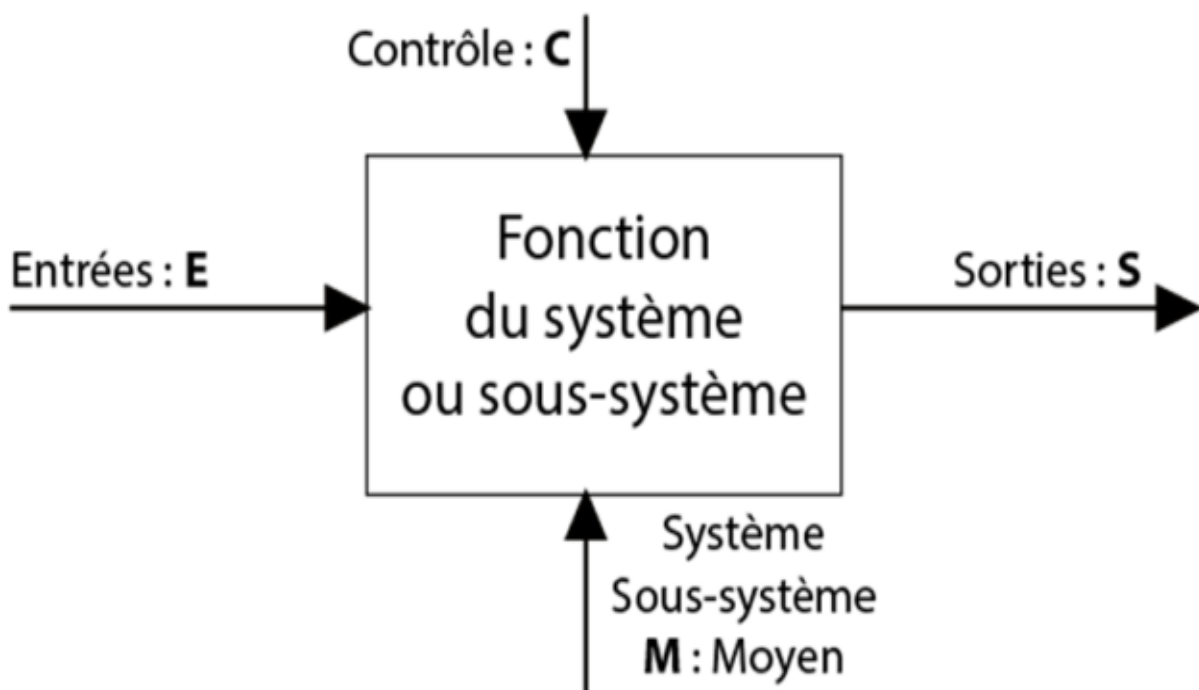 Contrôle : C
Fonction
du système
ou sous-système
Entrées : E
Sorties : S
Système
Sous-système
M : Moyen